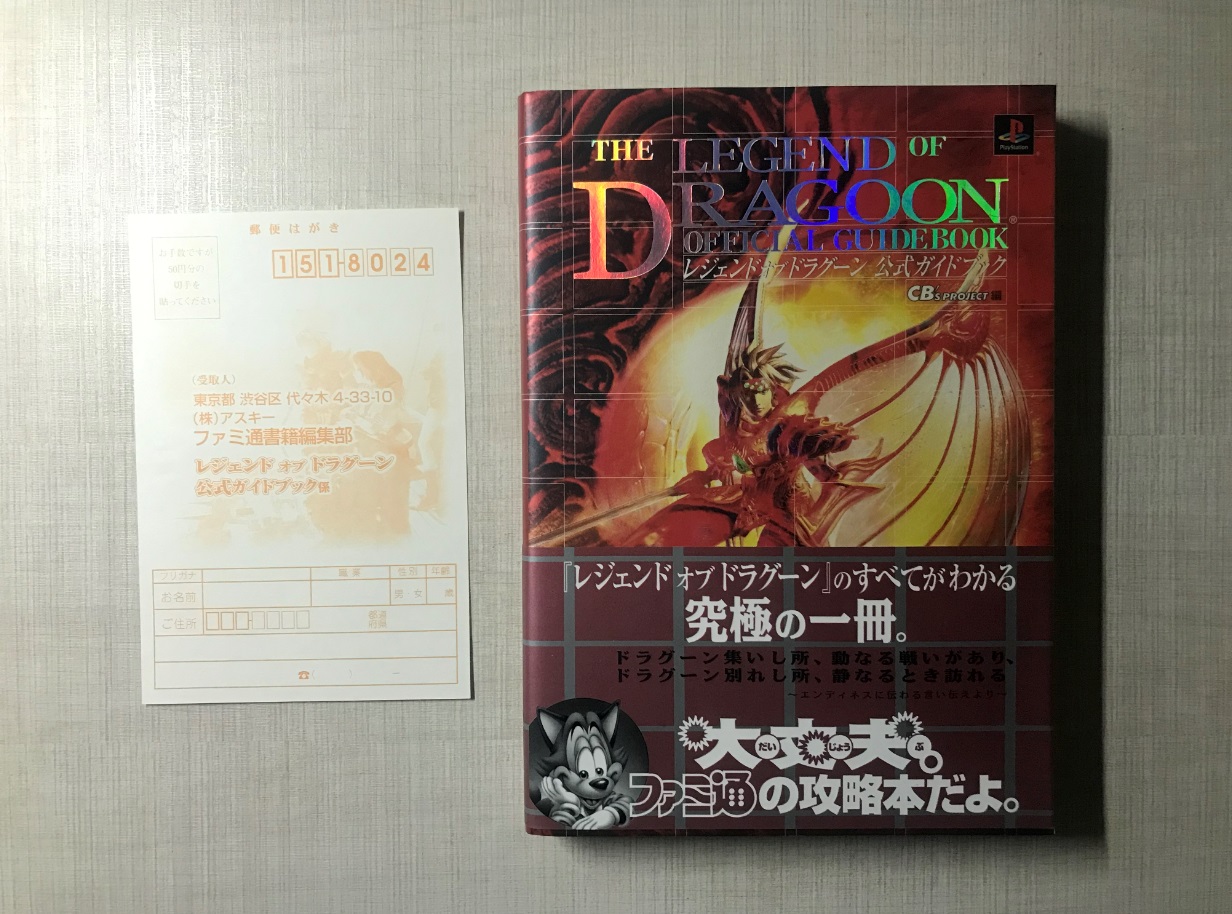 郵便はがき
お手数ですが
切手を
貼ってください
151-8024
(受取人)
東京都 渋谷区 代々木 4-33-10
(株)アスキー
ファミ通書籍編集部
レジェンド オブ ドラグーン
公式ガイドブック係
フリガナ
職業
性別
年齢
お名前
男・女
歳
ご住所
都道
府県
☎( ) ー
THE LEGEND OF
DRAGOON®
OFFICIAL GUIDEBOOK
レジェンド オブ ドラグーン 公式ガイドブック
CB's PROJECT 編
PlayStation
『レジェンド オブ ドラグーン』のすべてがわかる
究極の一冊。
ドラグーン集いし所、動なる戦いがあり、
ドラグーン別れし所、静なるとき訪れる
～エンディネスに伝わる言い伝えより～
大丈夫。
だい じょう ぶ
ファミ通の攻略本だよ。